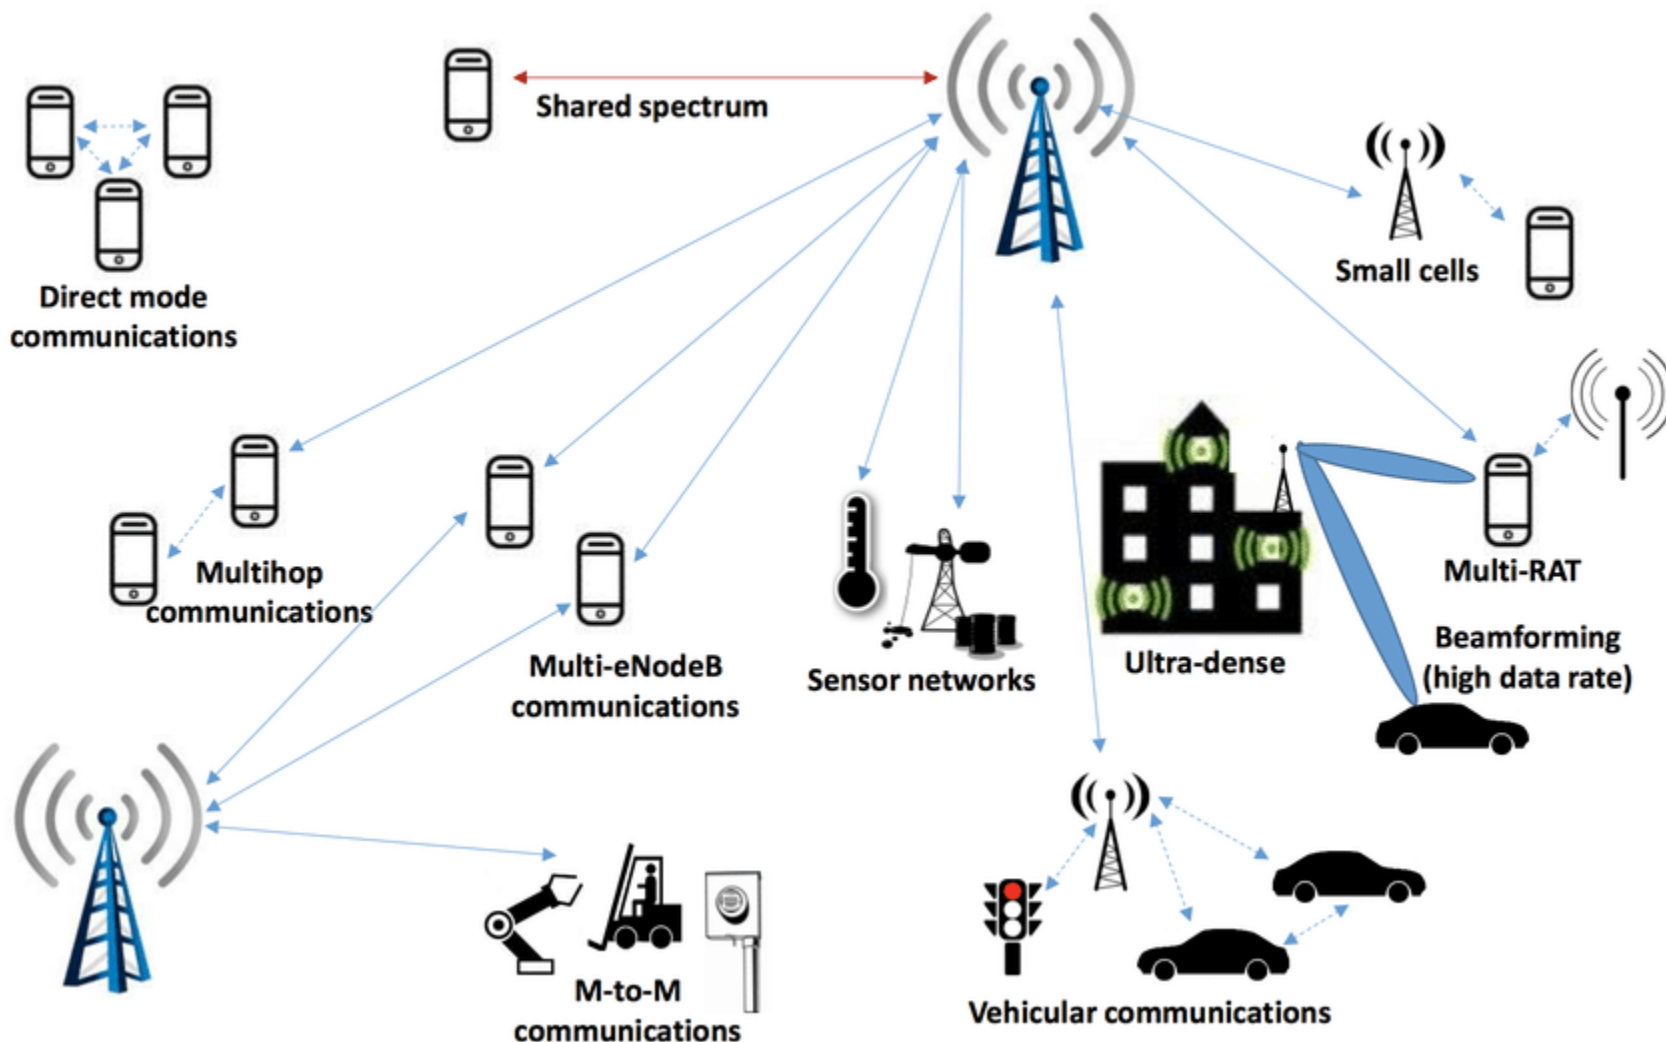 Shared spectrum
Direct mode
communications
Small cells
Multihop
communications
Multi-eNodeB
communications
Sensor networks
Ultra-dense
Multi-RAT
Beamforming
(high data rate)
M-to-M
communications
Vehicular communications